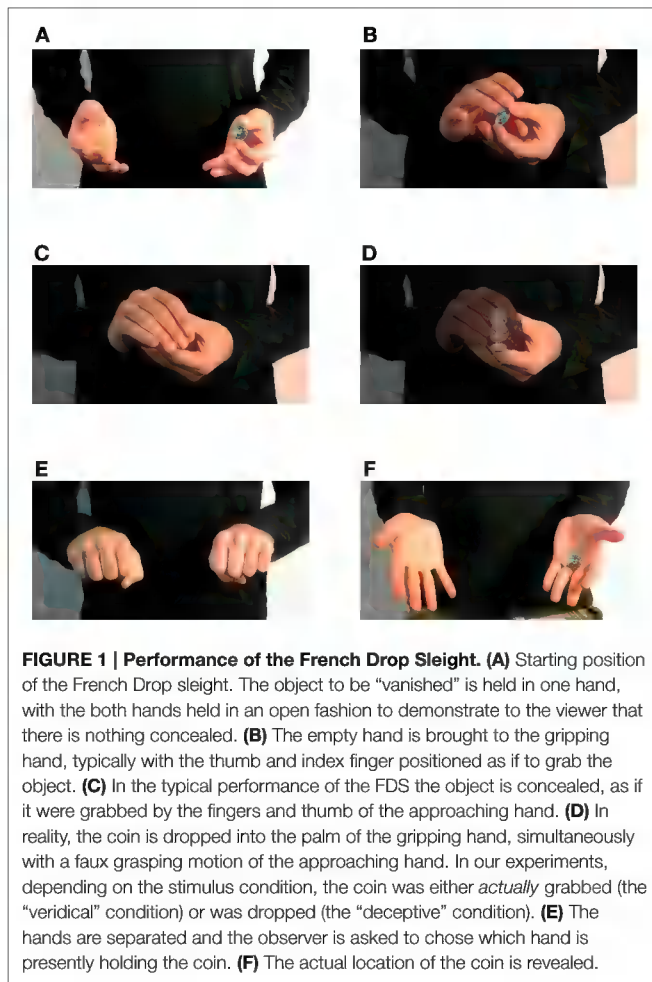 A
B
C
D
E
F
FIGURE 1 | Performance of the French Drop Sleight. (A) Starting position
of the French Drop sleight. The object to be “vanished” is held in one hand,
with the both hands held in an open fashion to demonstrate to the viewer that
there is nothing concealed. (B) The empty hand is brought to the gripping
hand, typically with the thumb and index finger positioned as if to grab the
object. (C) In the typical performance of the FDS the object is concealed, as if
it were grabbed by the fingers and thumb of the approaching hand. (D) In
reality, the coin is dropped into the palm of the gripping hand, simultaneously
with a faux grasping motion of the approaching hand. In our experiments,
depending on the stimulus condition, the coin was either actually grabbed (the
“veridical” condition) or was dropped (the “deceptive” condition). (E) The
hands are separated and the observer is asked to chose which hand is
presently holding the coin. (F) The actual location of the coin is revealed.